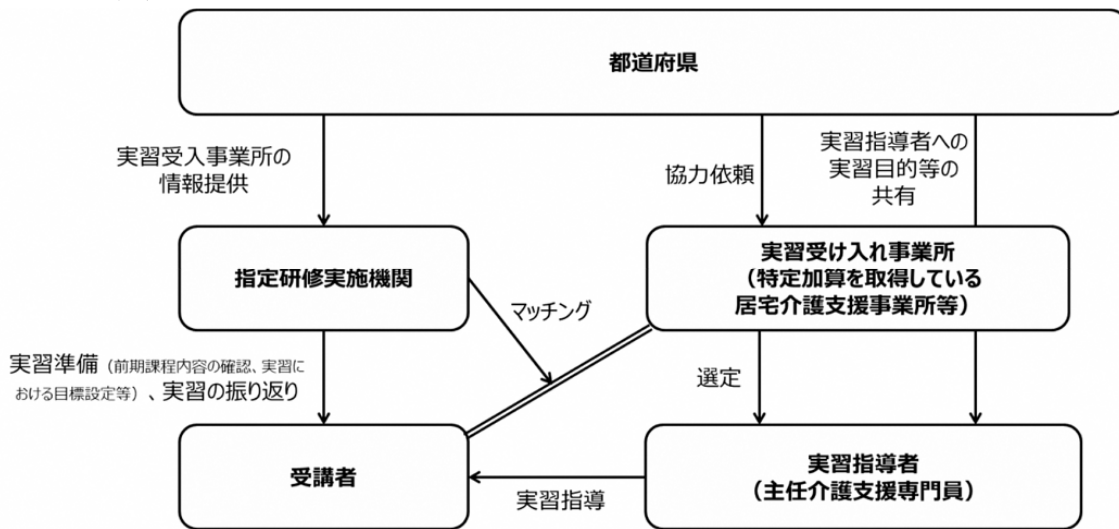 都道府県
実習受入事業所の
情報提供
協力依頼
実習指導者への
実習目的等の
共有
指定研修実施機関
マッチング
実習受け入れ事業所
(特定加算を取得している
居宅介護支援事業所等)
実習準備(前期課程内容の確認、実習に
おける目標設定等)、実習の振り返り
選定
受講者
実習指導
実習指導者
(主任介護支援専門員)